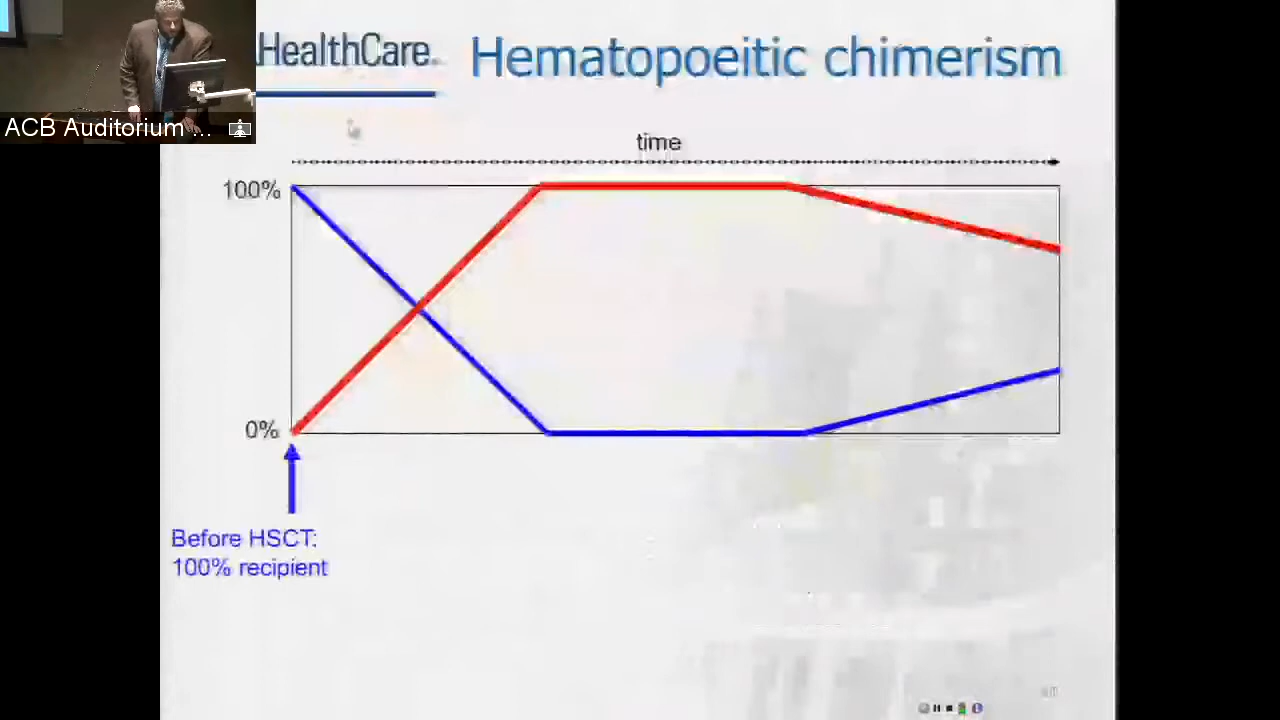 HealthCare.
Hematopoeitic chimerism
ACB Auditorium ...
time
100%
0%
Before HSCT:
100% recipient